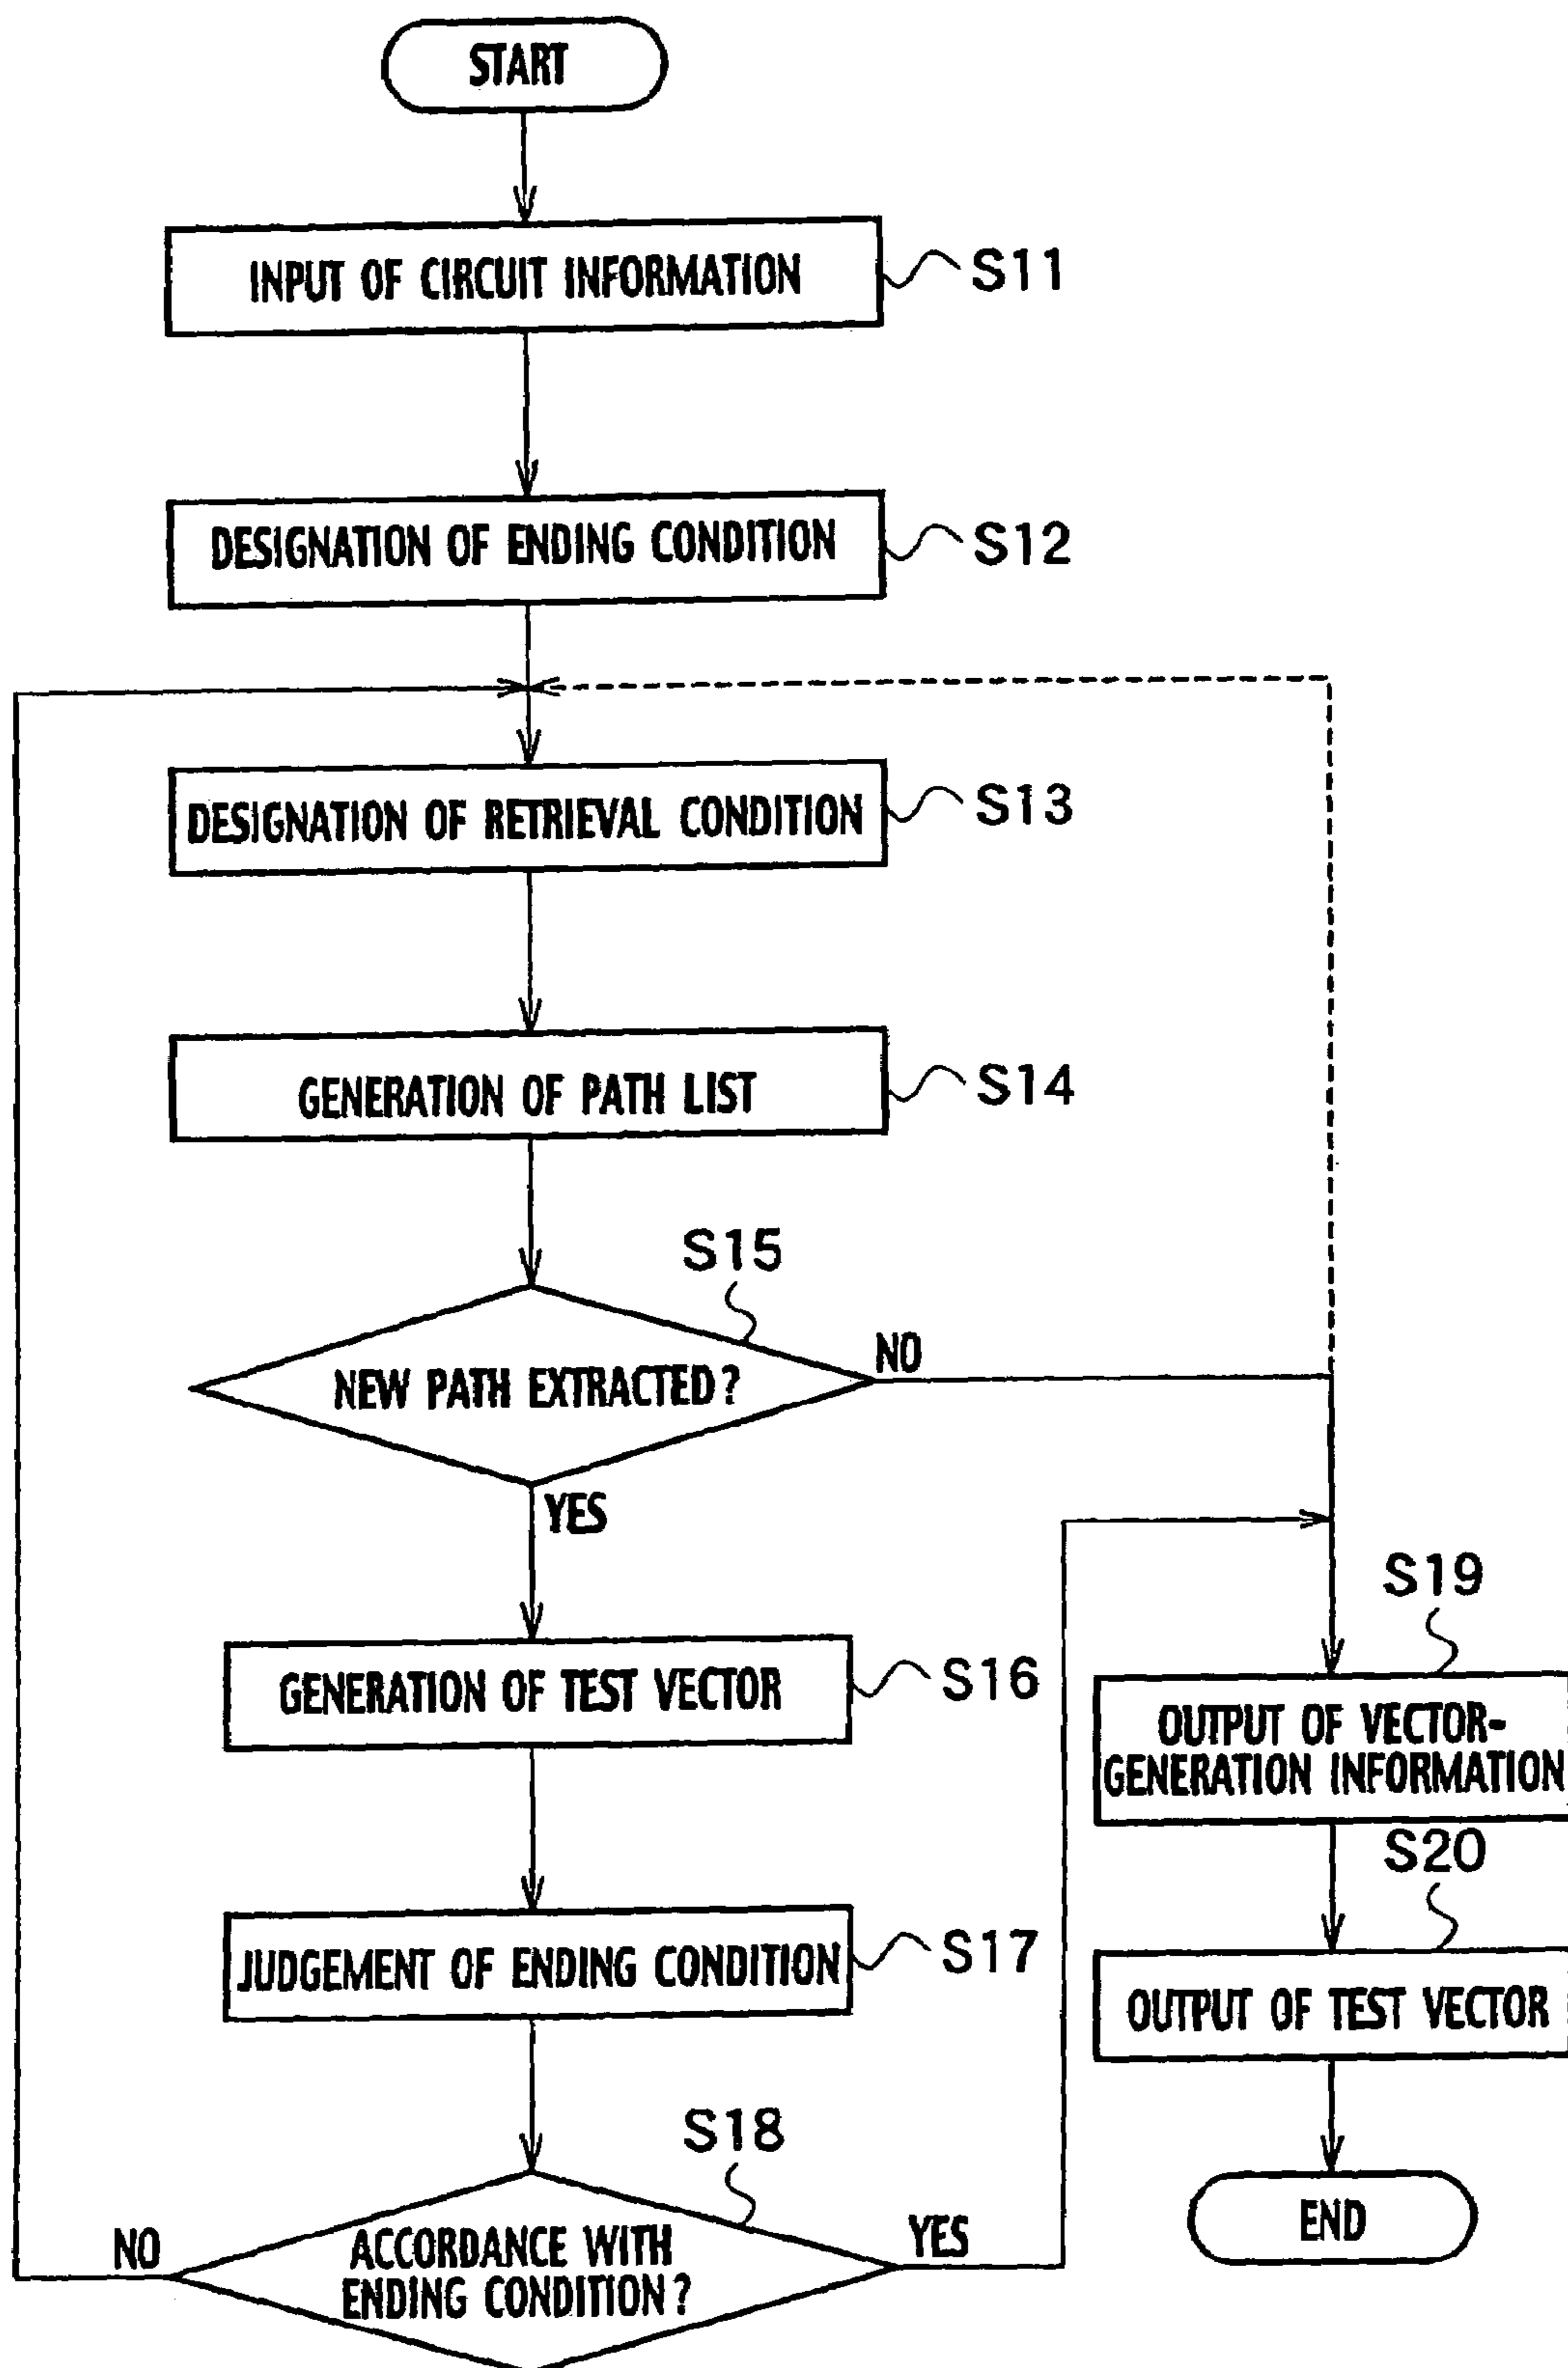 START
INPUT OF CIRCUIT INFORMATION
S11
DESIGNATION OF ENDING CONDITION
S12
DESIGNATION OF RETRIEVAL CONDITION
S13
GENERATION OF PATH LIST
S14
S15
NEW PATH EXTRACTED?
NO
YES
GENERATION OF TEST VECTOR
S16
JUDGEMENT OF ENDING CONDITION
S17
S18
ACCORDANCE WITH
ENDING CONDITION?
NO
YES
S19
OUTPUT OF VECTOR-
GENERATION INFORMATION
S20
OUTPUT OF TEST VECTOR
END